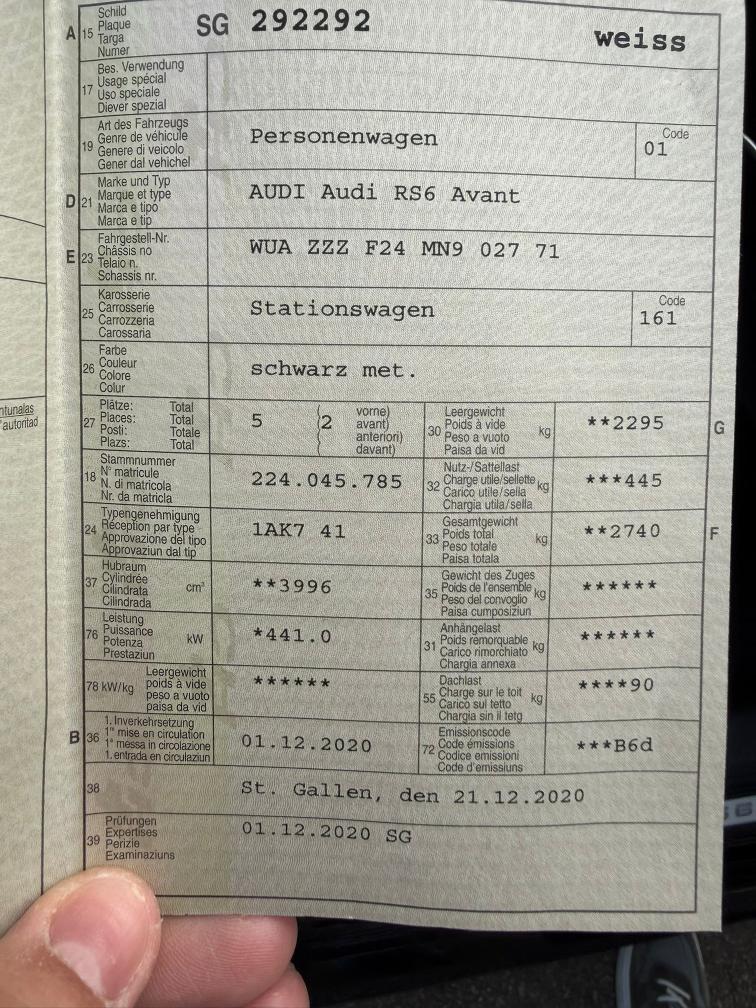 A 15 Schild
Plaque
Targa
Numer
SG 292292 weiss
17 Bes. Verwendung
Usage spécial
Uso speciale
Diever spezial
19 Art des Fahrzeugs
Genre de véhicule
Genere di veicolo
Gener dal vehichel
Personenwagen
Code
01
D 21 Marke und Typ
Marque et type
Marca e tipo
Marca e tip
AUDI Audi RS6 Avant
E 23 Fahrgestell-Nr.
Châssis no
Telaio n.
Schassis nr.
WUA ZZZ F24 MN9 027 71
25 Karosserie
Carrosserie
Carrozzeria
Carossaria
Stationswagen
Code
161
26 Farbe
Couleur
Colore
Colur
schwarz met.
27 Plätze: Total
Places: Total
Posti: Totale
Plazs: Total
5 (2 vorne)
avant)
anteriori)
davant)
30 Leergewicht
Poids à vide
Peso a vuoto
Paisa da vid
kg
**2295
G
18 Stammnummer
N° matricule
N. di matricola
Nr. da matricla
224.045.785
32 Nutz-/Sattellast
Charge utile/sellette
Carico utile/sella
Chargia utila/sella
kg
***445
24 Typengenehmigung
Réception par type
Approvazione del tipo
Approvaziun dal tip
1AK7 41
33 Gesamtgewicht
Poids total
Peso totale
Paisa totala
kg
**2740
F
37 Hubraum
Cylindrée
Cilindrata
Cilindrada
cm³
**3996
35 Gewicht des Zuges
Poids de l'ensemble
Peso del convoglio
Paisa cumposiziun
kg
******
76 Leistung
Puissance
Potenza
Prestaziun
kW
*441.0
31 Anhängelast
Poids remorquable
Carico rimorchiato
Chargia annexa
kg
******
78 kW/kg Leergewicht
poids à vide
peso a vuoto
paisa da vid
******
55 Dachlast
Charge sur le toit
Carico sul tetto
Chargia sin il tetg
kg
****90
B 36 1. Inverkehrsetzung
1re mise en circulation
1a messa in circolazione
1. entrada en circulaziun
01.12.2020
72 Emissionscode
Code émissions
Codice emissioni
Code d'emissiuns
***B6d
38 St. Gallen, den 21.12.2020
39 Prüfungen
Expertises
Perizie
Examinaziuns
01.12.2020 SG